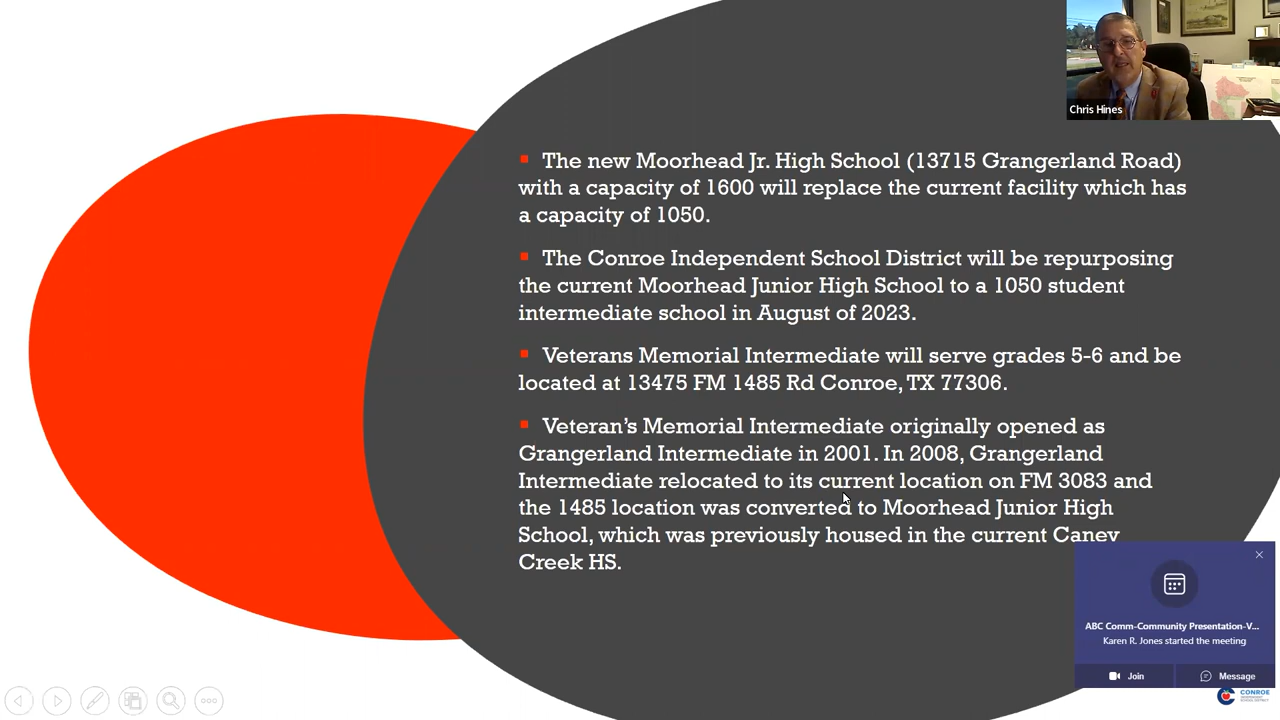 Chris Hines
▪ The new Moorhead Jr. High School (13715 Grangerland Road)
with a capacity of 1600 will replace the current facility which has
a capacity of 1050.
▪ The Conroe Independent School District will be repurposing
the current Moorhead Junior High School to a 1050 student
intermediate school in August of 2023.
▪ Veterans Memorial Intermediate will serve grades 5-6 and be
located at 13475 FM 1485 Rd Conroe, TX 77306.
▪ Veteran's Memorial Intermediate originally opened as
Grangerland Intermediate in 2001. In 2008, Grangerland
Intermediate relocated to its current location on FM 3083 and
the 1485 location was converted to Moorhead Junior High
School, which was previously housed in the current Caney
Creek HS.
ABC Comm-Community Presentation-V...
Karen R. Jones started the meeting
Join Message
CONROE